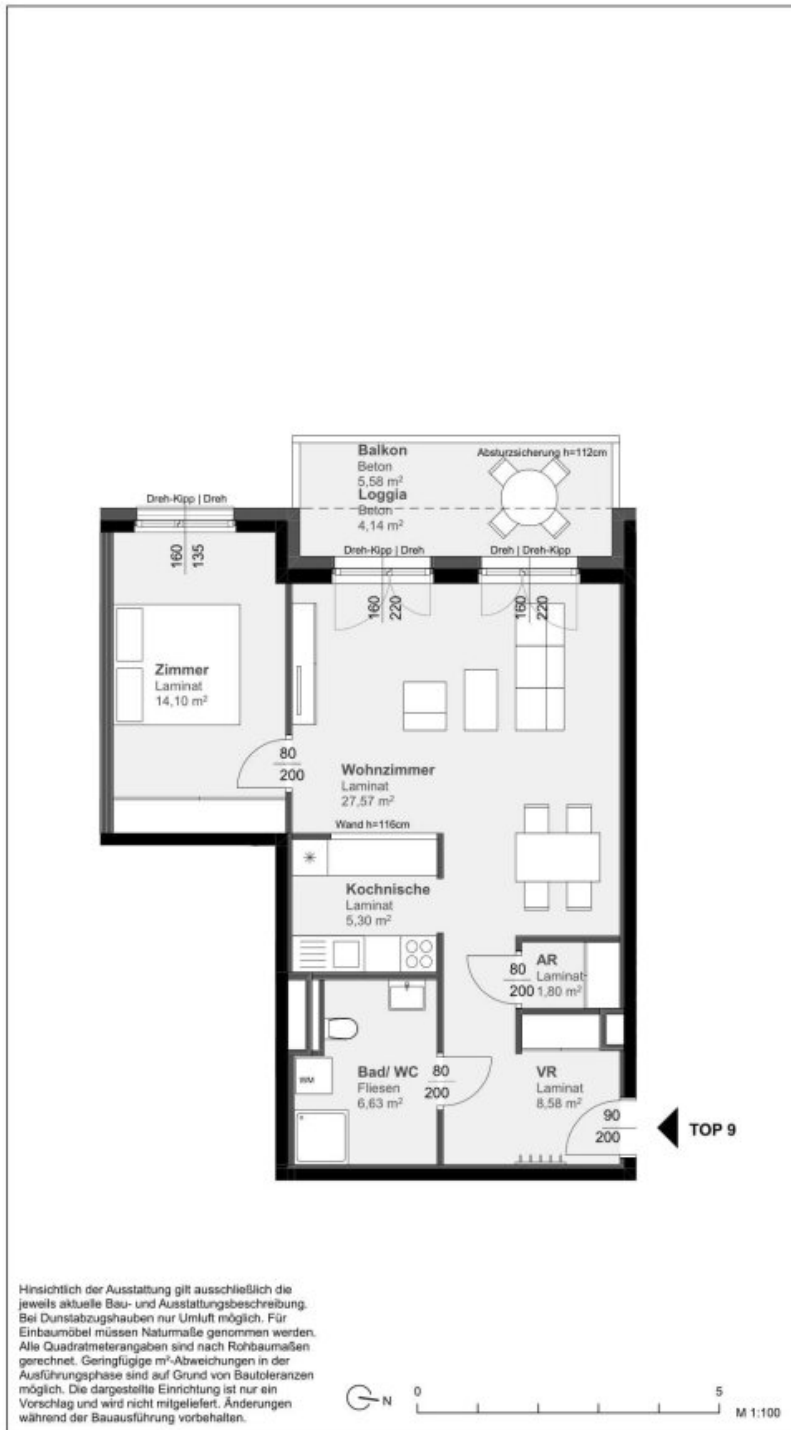 Balkon
Beton
5,58 m²
Absturzsicherung h=112cm
Loggia
Beton
4,14 m²
Dreh-Kipp | Dreh
160
135
Dreh-Kipp | Dreh
160
220
Dreh | Dreh-Kipp
160
220
Zimmer
Laminat
14,10 m²
80
200
Wohnzimmer
Laminat
27,57 m²
Wand h=116cm
Kochnische
Laminat
5,30 m²
AR
Laminat
1,80 m²
80
200
Bad/ WC
Fliesen
6,63 m²
WM
80
200
VR
Laminat
8,58 m²
90
200
TOP 9
Hinsichtlich der Ausstattung gilt ausschließlich die
jeweils aktuelle Bau- und Ausstattungsbeschreibung.
Bei Dunstabzugshauben nur Umluft möglich. Für
Einbaumöbel müssen Naturmaße genommen werden.
Alle Quadratmeterangaben sind nach Rohbaumaßen
gerechnet. Geringfügige m²-Abweichungen in der
Ausführungsphase sind auf Grund von Bautoleranzen
möglich. Die dargestellte Einrichtung ist nur ein
Vorschlag und wird nicht mitgeliefert. Änderungen
während der Bauausführung vorbehalten.
N
0
5
M 1:100